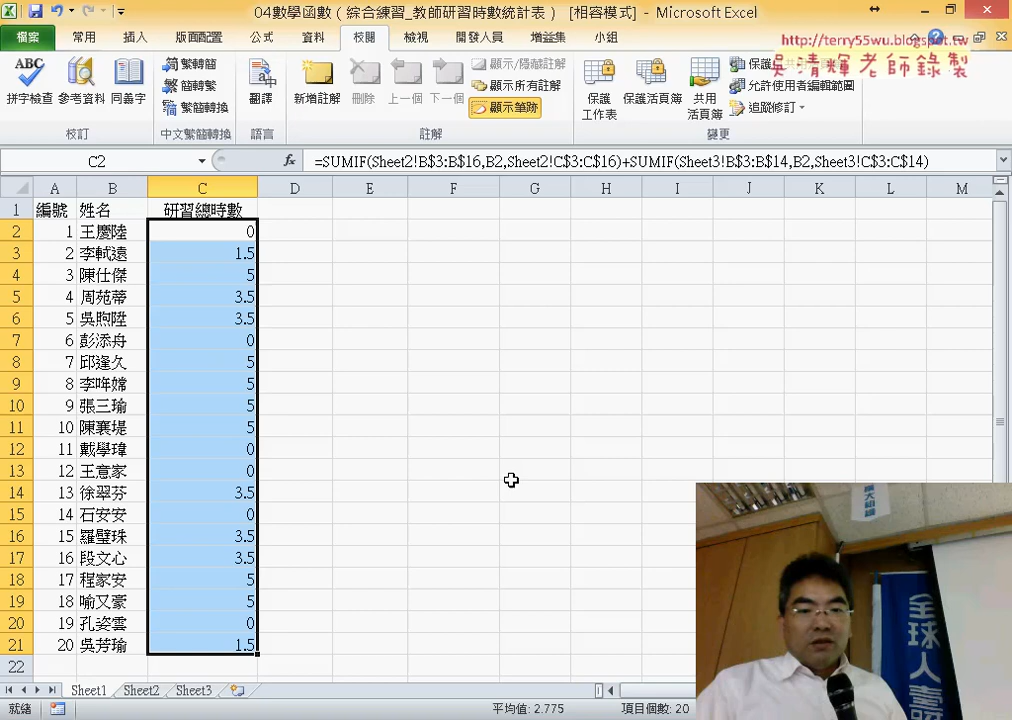 04數學函數（綜合練習_教師研習時數統計表） [相容模式] - Microsoft Excel
檔案 常用 插入 版面配置 公式 資料 校閱 檢視 開發人員 增益集 小組
http://terry55wu.blogspot.tw
吳清輝老師錄製
ABC
拼字檢查 參考資料 同義字
校訂
繁轉簡
簡轉繁
繁簡轉換
中文繁簡轉換
翻譯
語言
新增註解 刪除 上一個 下一個
顯示/隱藏註解
顯示所有註解
顯示筆跡
註解
保護工作表 保護活頁簿 共用活頁簿
允許使用者編輯範圍
追蹤修訂
變更
C2 fx =SUMIF(Sheet2!B$3:B$16,B2,Sheet2!C$3:C$16)+SUMIF(Sheet3!B$3:B$14,B2,Sheet3!C$3:C$14)
A B C D E F G H I J K L M
1 編號 姓名 研習總時數
2 1 王慶陸 0
3 2 李軾遠 1.5
4 3 陳仕傑 5
5 4 周苑蒂 3.5
6 5 吳煦陞 3.5
7 6 彭添舟 0
8 7 邱逢久 5
9 8 李哖嫦 5
10 9 張三瑜 5
11 10 陳襄堤 5
12 11 戴學瑋 0
13 12 王意家 0
14 13 徐翠芬 3.5
15 14 石安安 0
16 15 羅璧珠 3.5
17 16 段文心 3.5
18 17 程家安 5
19 18 喻又豪 5
20 19 孔姿雲 0
21 20 吳芳瑜 1.5
22
Sheet1 Sheet2 Sheet3
就緒 平均值: 2.775 項目個數: 20
全球人壽